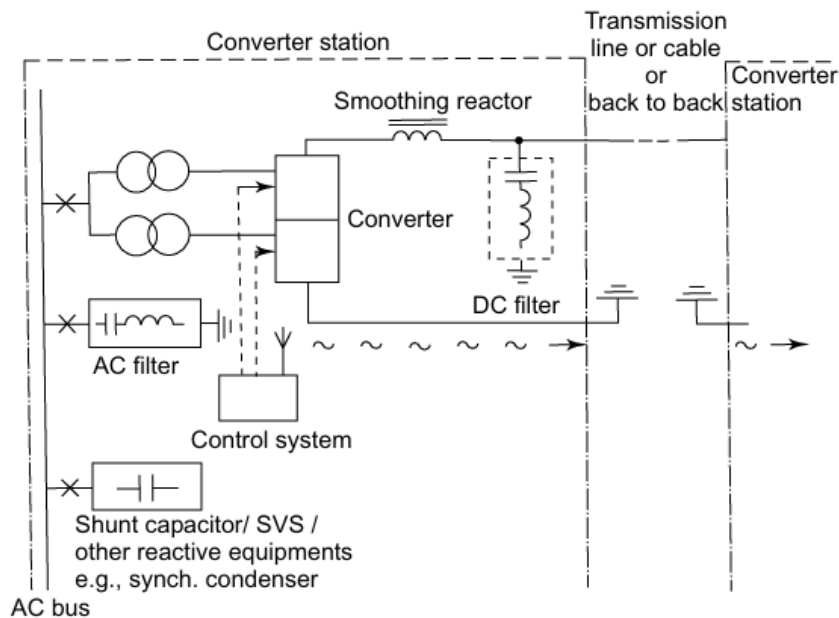 Converter station
Transmission
line or cable
or
back to back
Converter
station
Smoothing reactor
Converter
DC filter
AC filter
Control system
Shunt capacitor/ SVS /
other reactive equipments
e.g., synch. condenser
AC bus